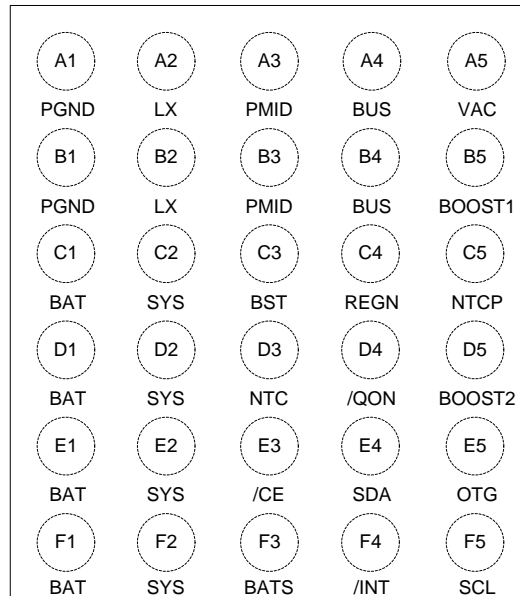 A1 A2 A3 A4 A5
PGND LX PMID BUS VAC
B1 B2 B3 B4 B5
PGND LX PMID BUS BOOST1
C1 C2 C3 C4 C5
BAT SYS BST REGN NTCP
D1 D2 D3 D4 D5
BAT SYS NTC /QON BOOST2
E1 E2 E3 E4 E5
BAT SYS /CE SDA OTG
F1 F2 F3 F4 F5
BAT SYS BATS /INT SCL